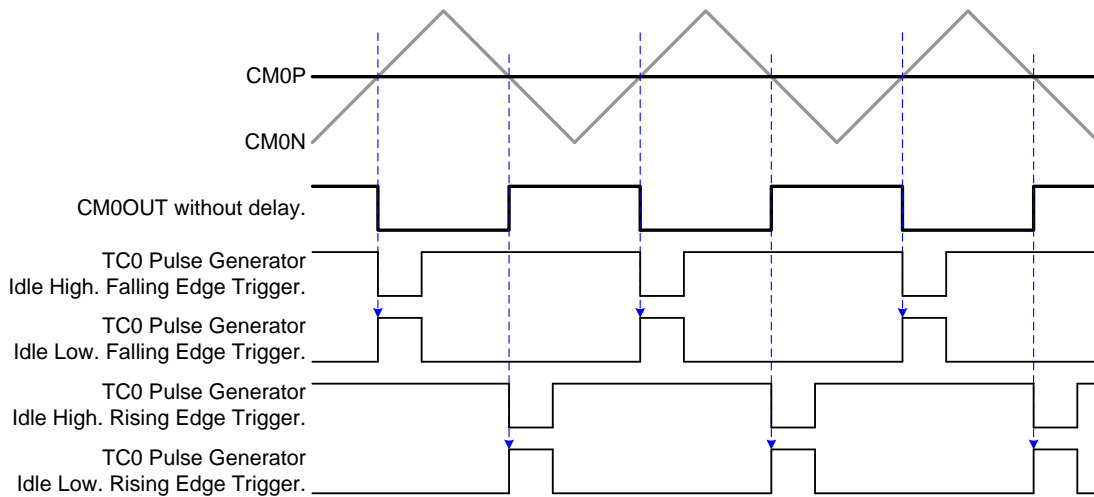 CM0P
CM0N
CM0OUT without delay.
TC0 Pulse Generator
Idle High. Falling Edge Trigger.
TC0 Pulse Generator
Idle Low. Falling Edge Trigger.
TC0 Pulse Generator
Idle High. Rising Edge Trigger.
TC0 Pulse Generator
Idle Low. Rising Edge Trigger.